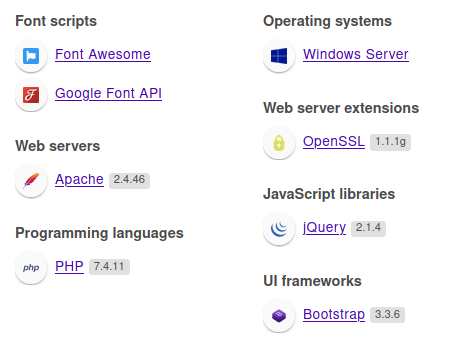 Font scripts
Font Awesome
Google Font API
Web servers
Apache 2.4.46
Programming languages
php PHP 7.4.11
Operating systems
Windows Server
Web server extensions
OpenSSL 1.1.1g
JavaScript libraries
jQuery 2.1.4
UI frameworks
Bootstrap 3.3.6